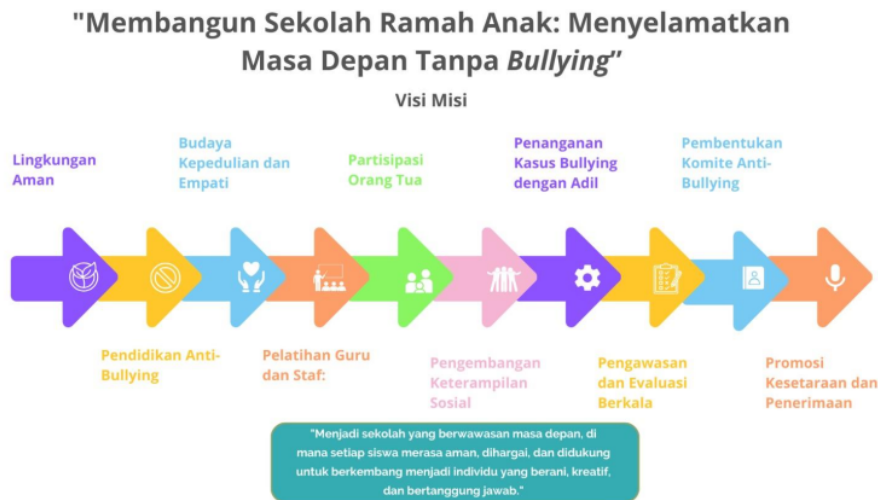 "Membangun Sekolah Ramah Anak: Menyelamatkan
Masa Depan Tanpa Bullying”
Visi Misi
Lingkungan
Aman
Pendidikan Anti-
Bullying
Budaya
Kepedulian dan
Empati
Pelatihan Guru
dan Staf:
Partisipasi
Orang Tua
Pengembangan
Keterampilan
Sosial
Penanganan
Kasus Bullying
dengan Adil
Pengawasan
dan Evaluasi
Berkala
Pembentukan
Komite Anti-
Bullying
Promosi
Kesetaraan dan
Penerimaan
"Menjadi sekolah yang berwawasan masa depan, di
mana setiap siswa merasa aman, dihargai, dan didukung
untuk berkembang menjadi individu yang berani, kreatif,
dan bertanggung jawab."